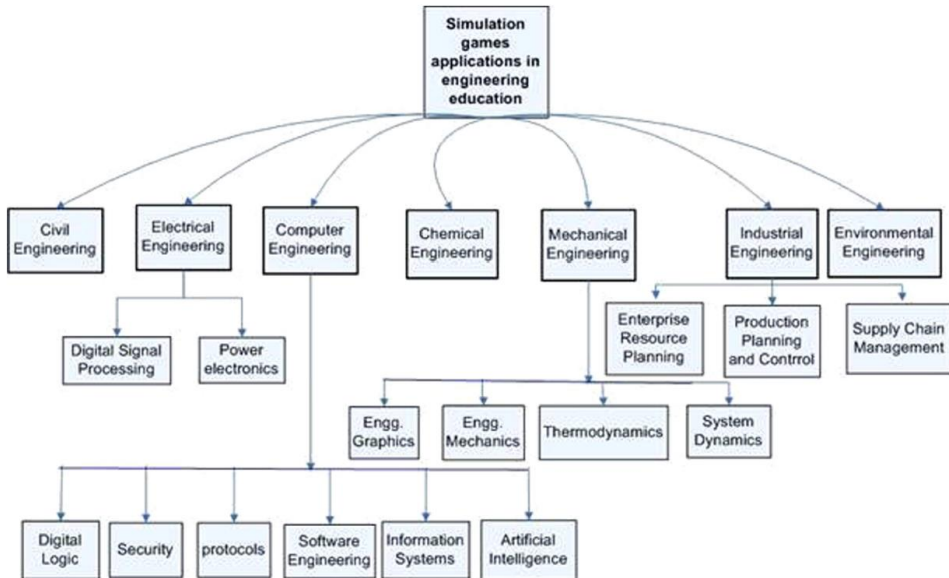 Simulation
games
applications in
engineering
education
Civil
Engineering
Electrical
Engineering
Computer
Engineering
Chemical
Engineering
Mechanical
Engineering
Industrial
Engineering
Environmental
Engineering
Digital Signal
Processing
Power
electronics
Enterprise
Resource
Planning
Production
Planning
and Contrrol
Supply Chain
Management
Engg.
Graphics
Engg.
Mechanics
Thermodynamics
System
Dynamics
Digital
Logic
Security
protocols
Software
Engineering
Information
Systems
Artificial
Intelligence